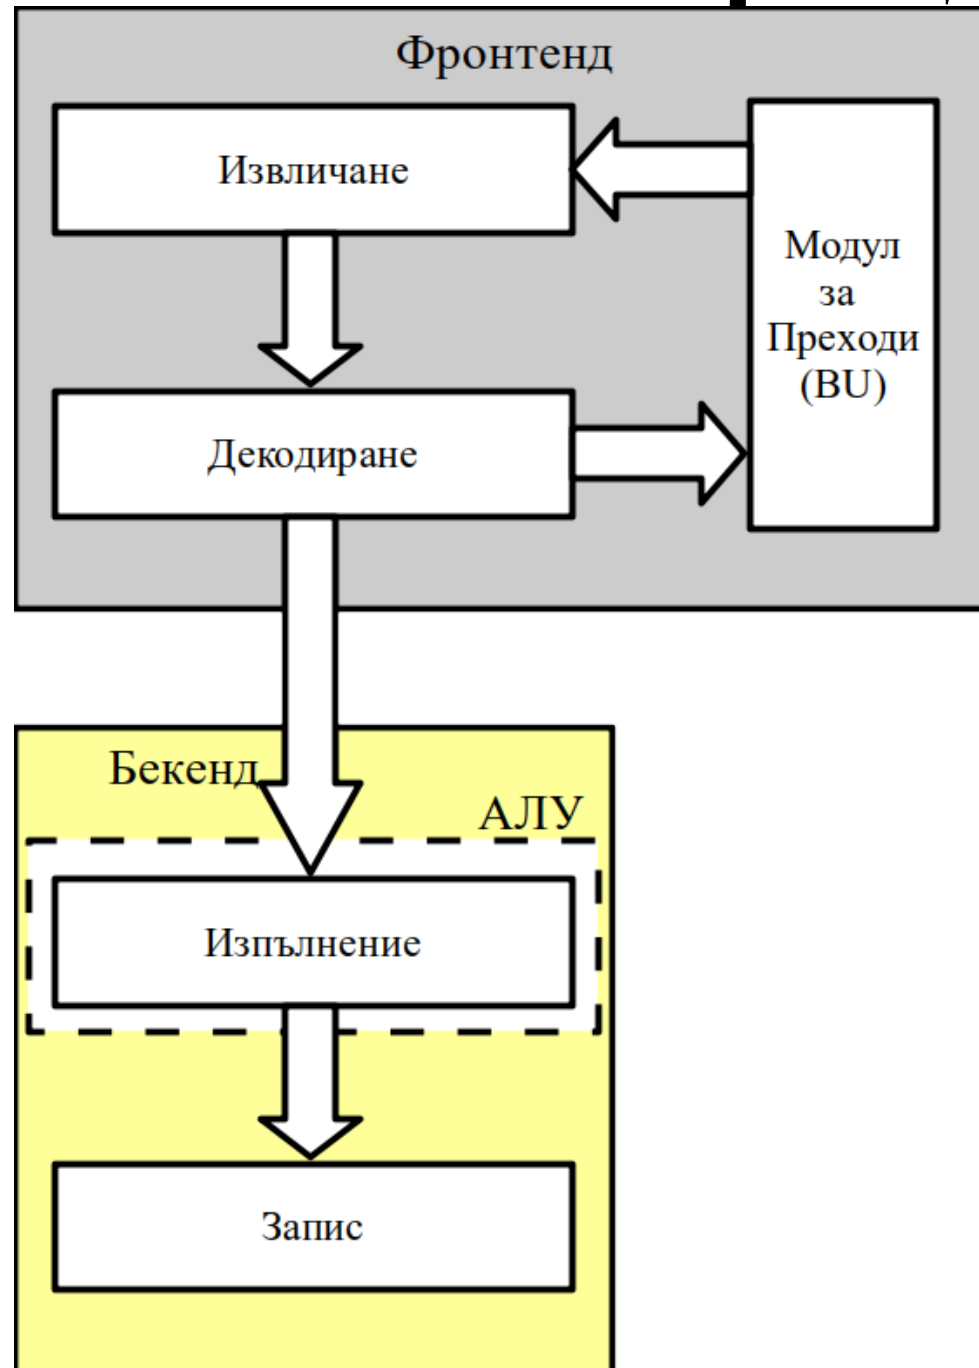 Фронтенд
Извличане
Модул
за
Преходи
(BU)
Декодиране
Бекенд
АЛУ
Изпълнение
Запис